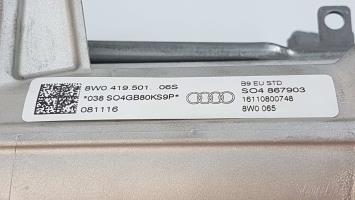 8W0.419.501 .06S
*038 SO4GB80KS9P*
081116
B9 EU STD
SO4 867903
16110800748
8W0 065